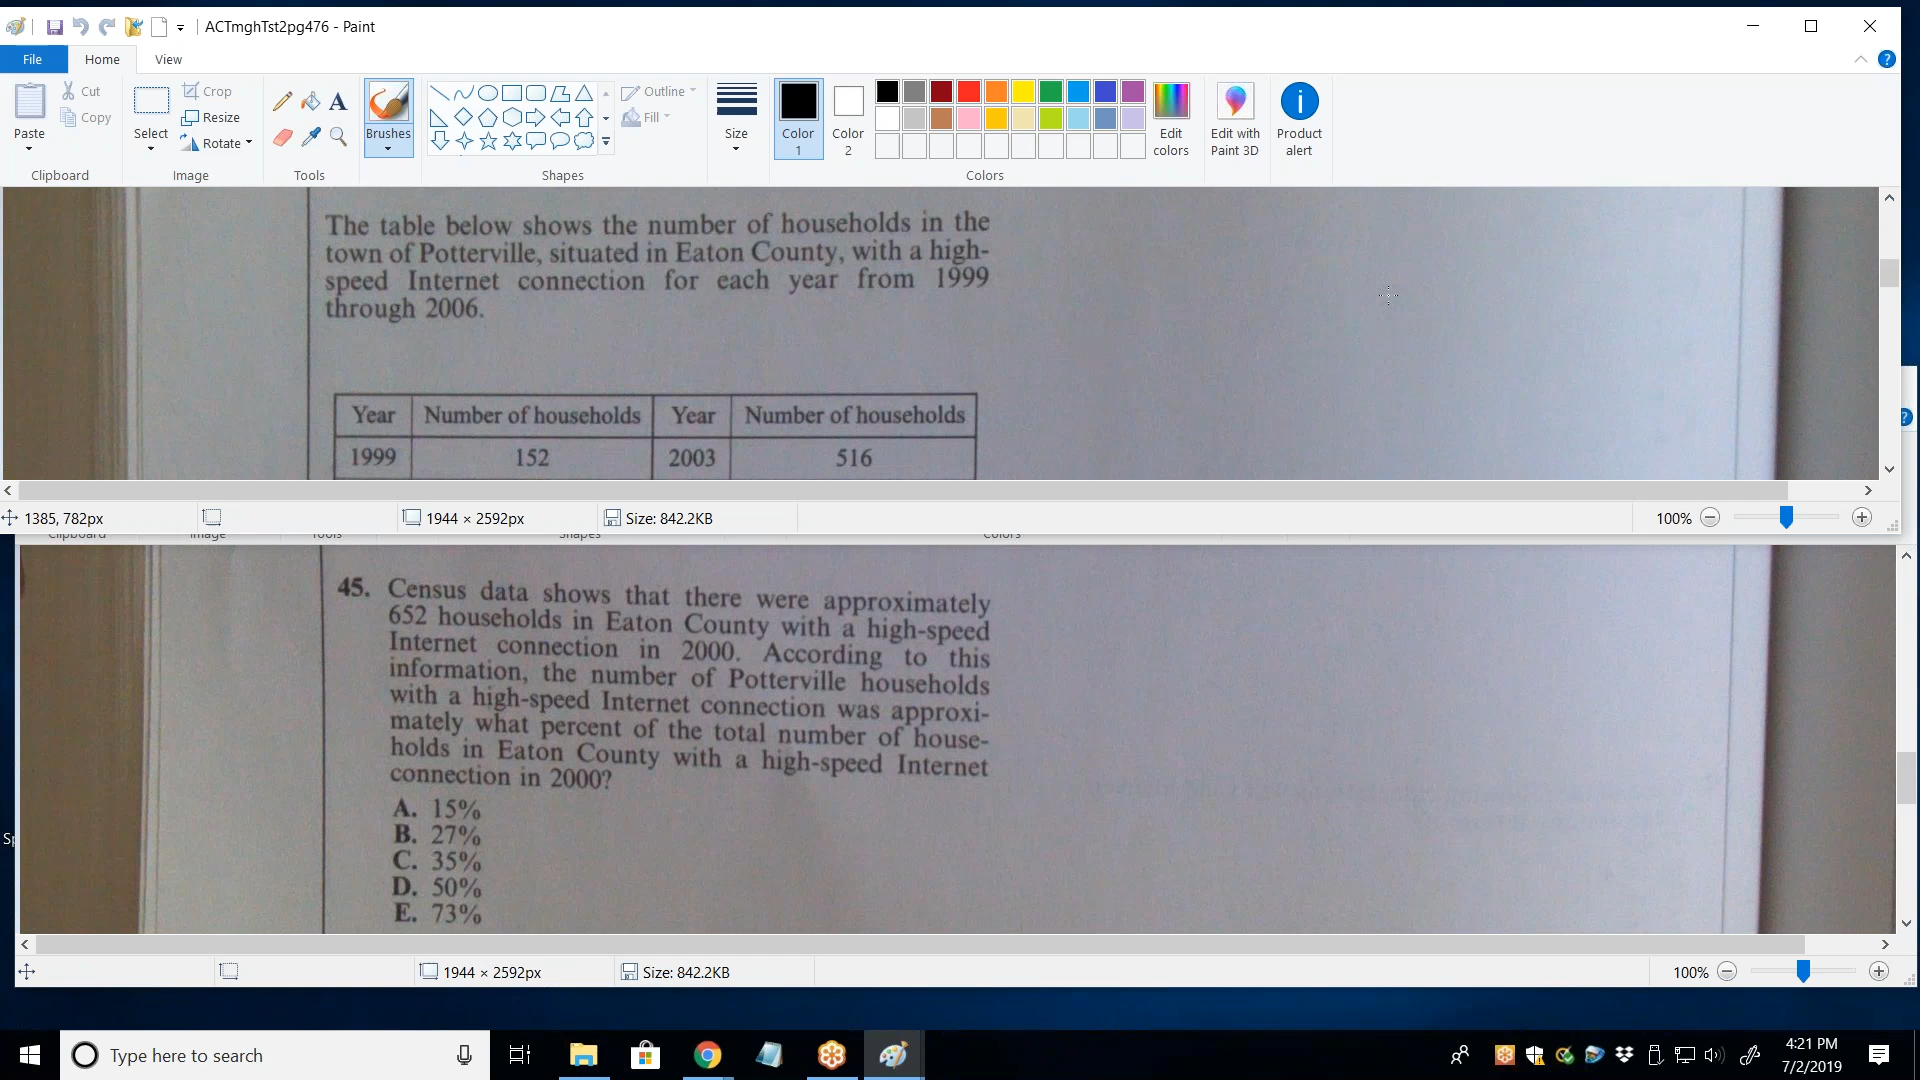 ACTmghTst2pg476 - Paint
File Home View
Paste
Cut
Copy
Clipboard
Select
Crop
Resize
Rotate
Image
A
Tools
Brushes
Outline
Fill
Shapes
Size
Color 1
Color 2
Edit colors
Colors
Edit with Paint 3D
Product alert
The table below shows the number of households in the
town of Potterville, situated in Eaton County, with a high-
speed Internet connection for each year from 1999
through 2006.
Year Number of households Year Number of households
1999 152 2003 516
1385, 782px 1944 × 2592px Size: 842.2KB 100%
Clipboard Image Tools Shapes Colors
45. Census data shows that there were approximately
652 households in Eaton County with a high-speed
Internet connection in 2000. According to this
information, the number of Potterville households
with a high-speed Internet connection was approxi-
mately what percent of the total number of house-
holds in Eaton County with a high-speed Internet
connection in 2000?
A. 15%
B. 27%
C. 35%
D. 50%
E. 73%
Sp
1944 × 2592px Size: 842.2KB 100%
Type here to search
4:21 PM
7/2/2019